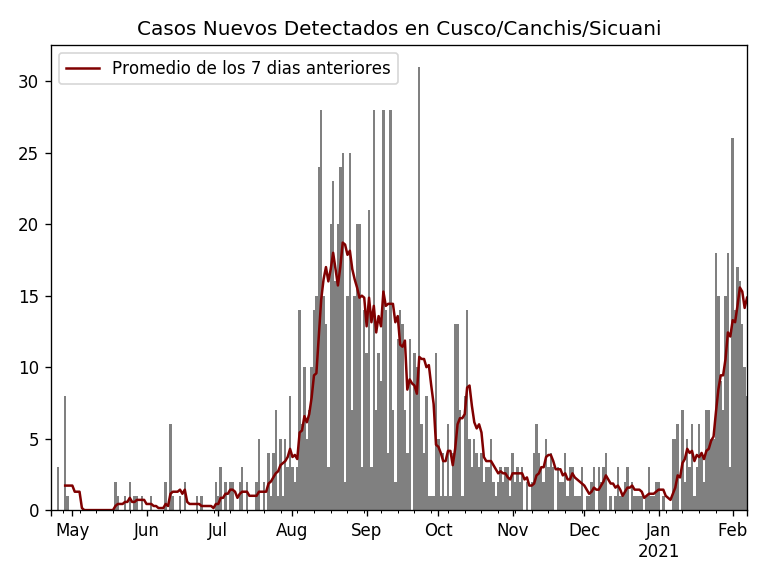 Casos Nuevos Detectados en Cusco/Canchis/Sicuani
Promedio de los 7 dias anteriores
30
25
20
15
10
5
0
May Jun Jul Aug Sep Oct Nov Dec Jan Feb
2021